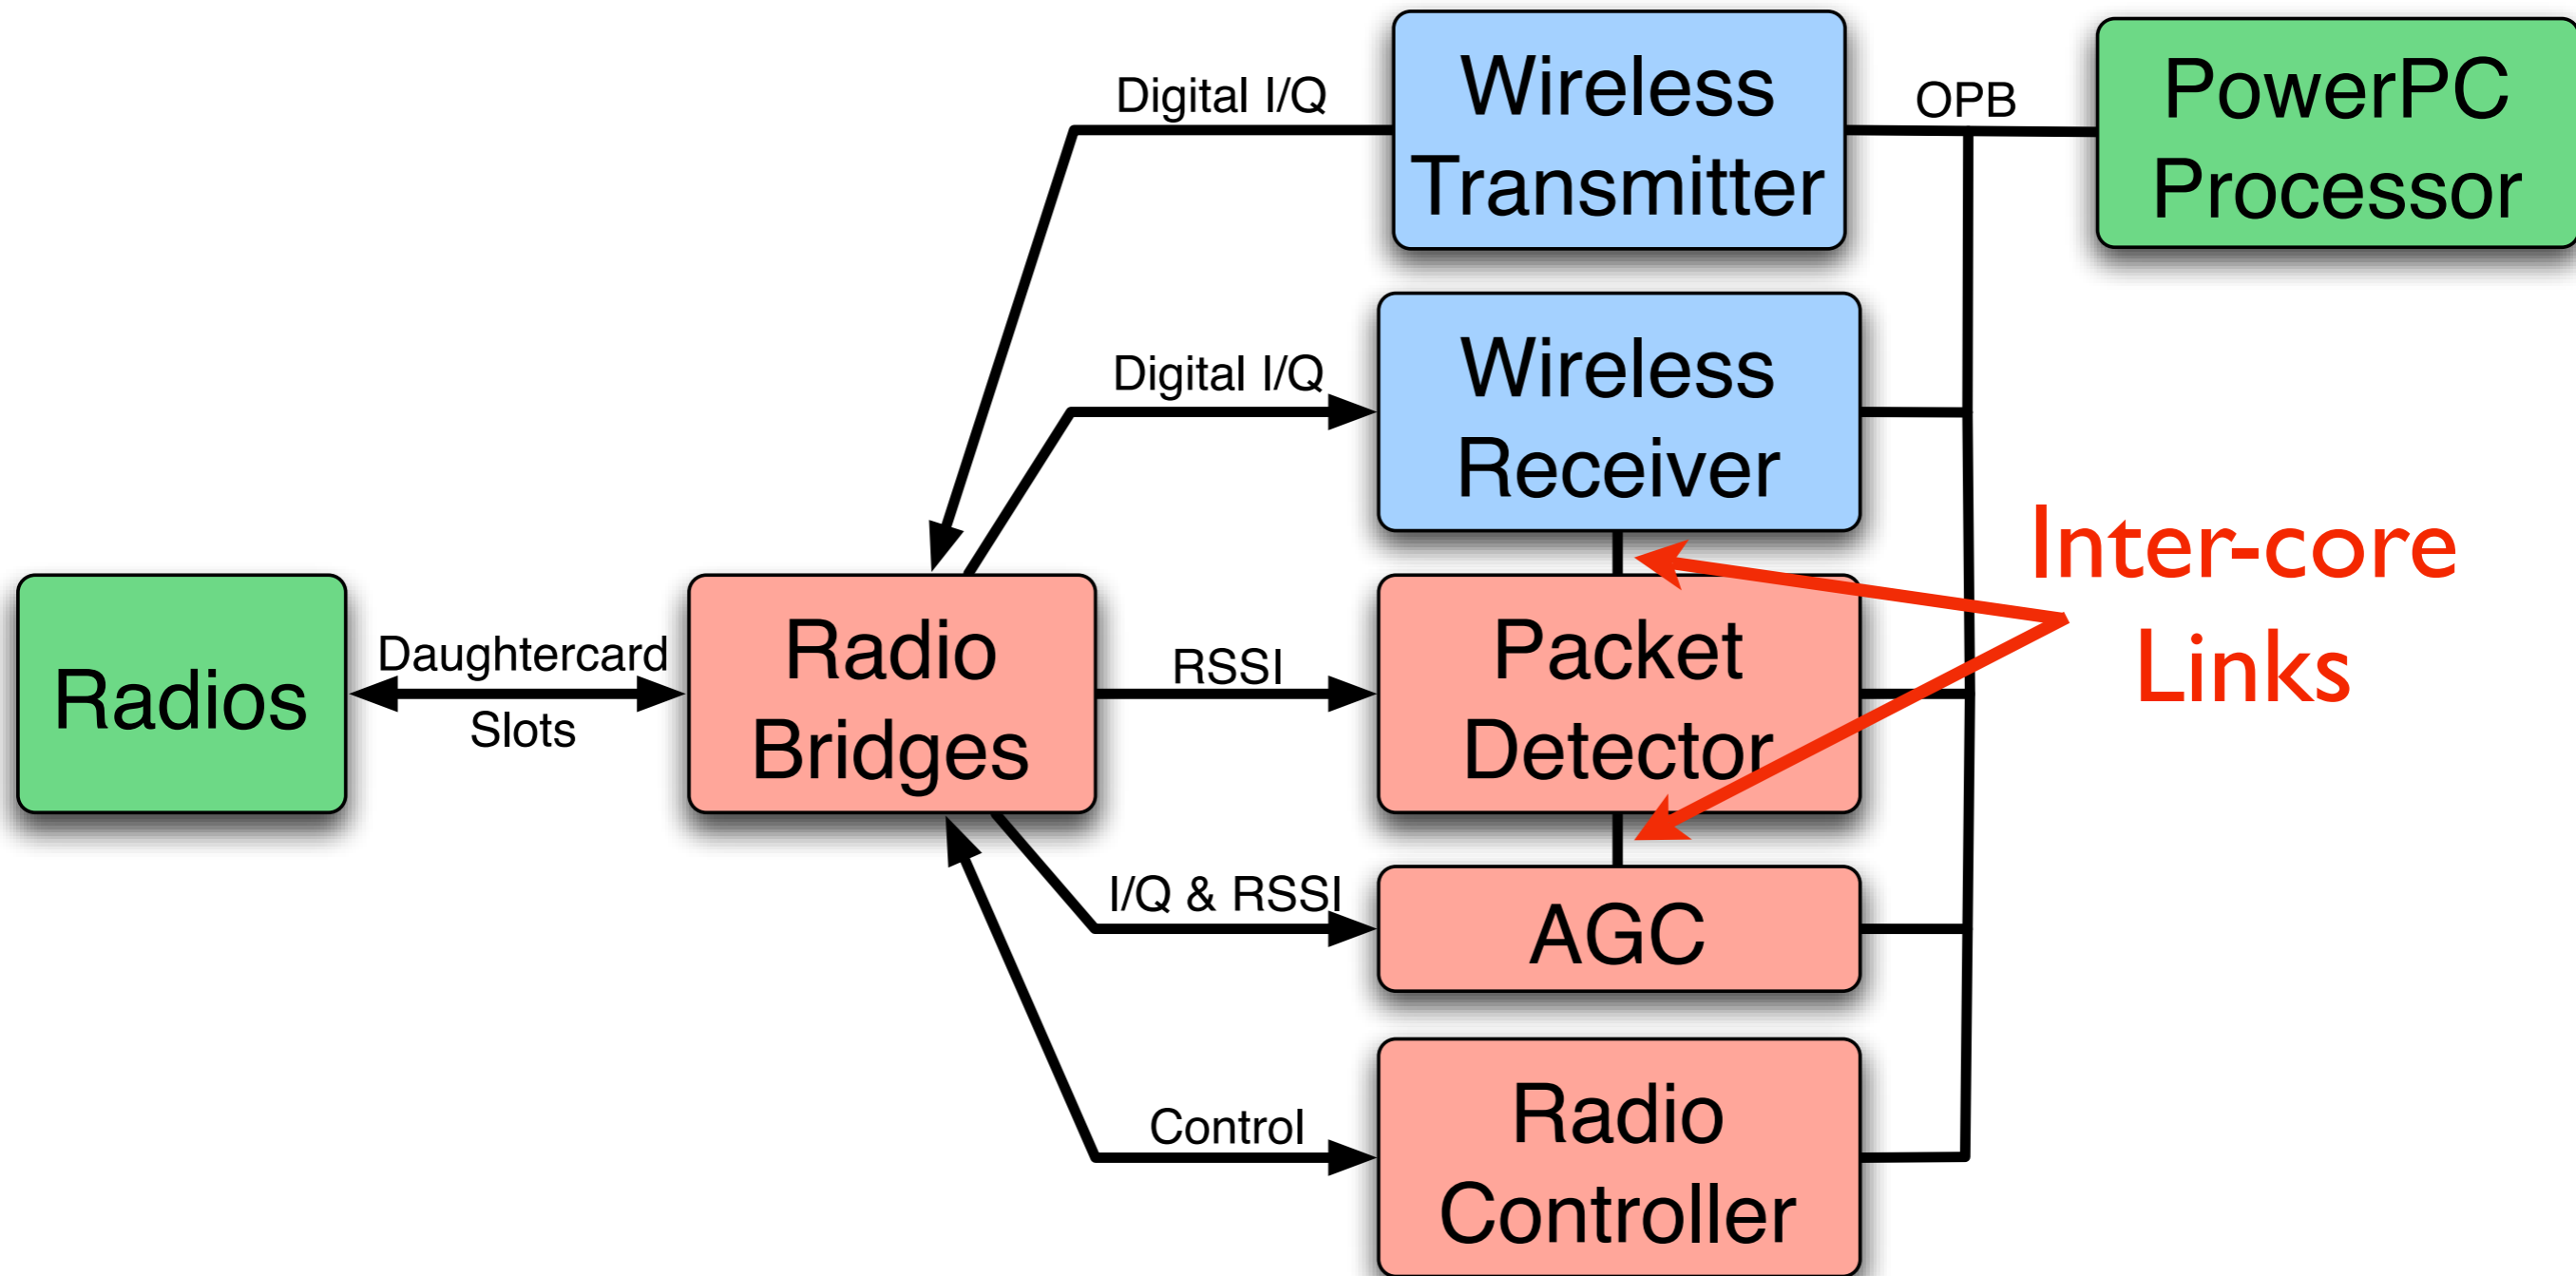 Digital I/Q
Wireless
Transmitter
OPB
PowerPC
Processor
Digital I/Q
Wireless
Receiver
Inter-core
Links
Radios
Daughtercard
Slots
Radio
Bridges
RSSI
Packet
Detector
I/Q & RSSI
AGC
Control
Radio
Controller